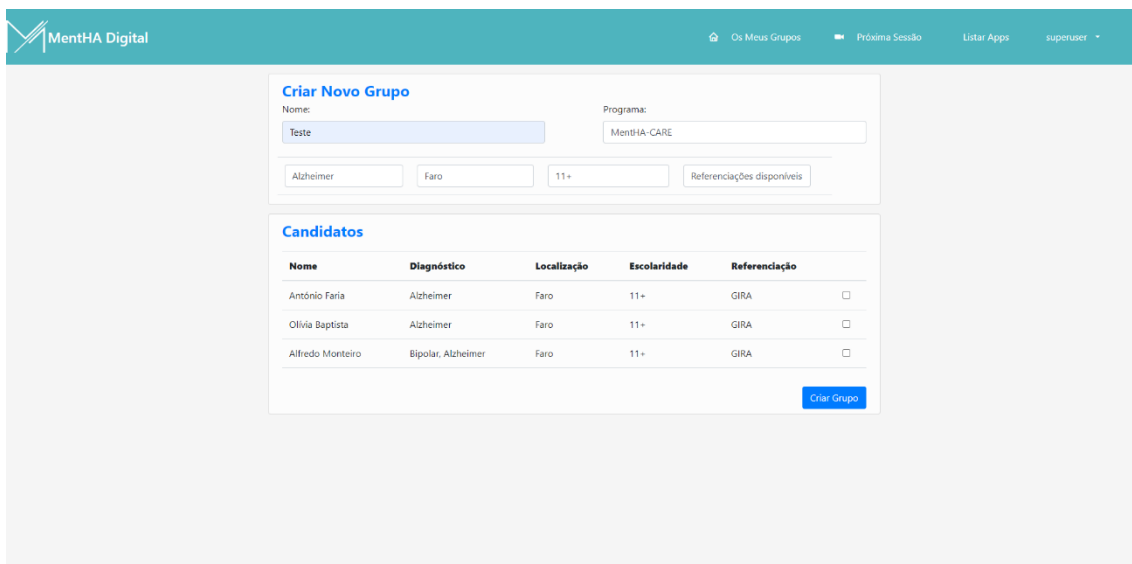 MentHA Digital
Os Meus Grupos Próxima Sessão Listar Apps superuser
Criar Novo Grupo
Nome: Programa:
Teste MentHA-CARE
Alzheimer Faro 11+ Referenciações disponíveis
Candidatos
Nome Diagnóstico Localização Escolaridade Referenciação
António Faria Alzheimer Faro 11+ GIRA
Olívia Baptista Alzheimer Faro 11+ GIRA
Alfredo Monteiro Bipolar, Alzheimer Faro 11+ GIRA
Criar Grupo